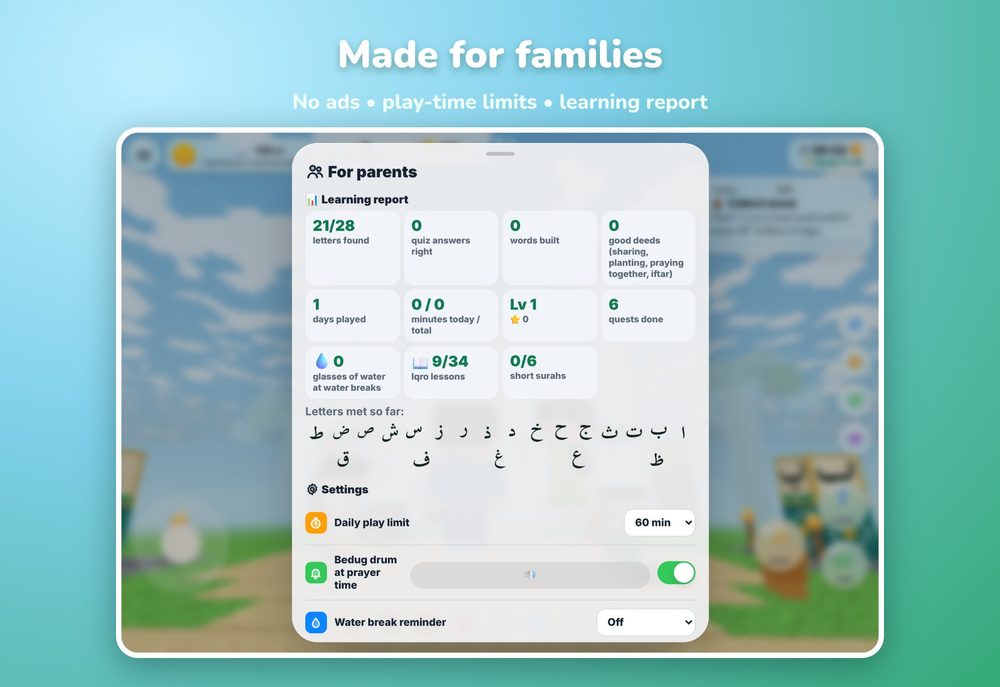 Made for families
No ads • play-time limits • learning report
For parents
📊 Learning report
21/28
letters found
0
quiz answers
right
0
words built
0
good deeds
(sharing,
planting, praying
together, iftar)
1
days played
0 / 0
minutes today /
total
Lv 1
⭐ 0
6
quests done
💧 0
glasses of water
at water breaks
📖 9/34
Iqro lessons
0/6
short surahs
Letters met so far:
ا ب ت ث ج ح خ د ذ ر ز س ش ص ض ط
ظ ع غ ف ق
Settings
Daily play limit
60 min
Bedug drum
at prayer
time
Water break reminder
Off